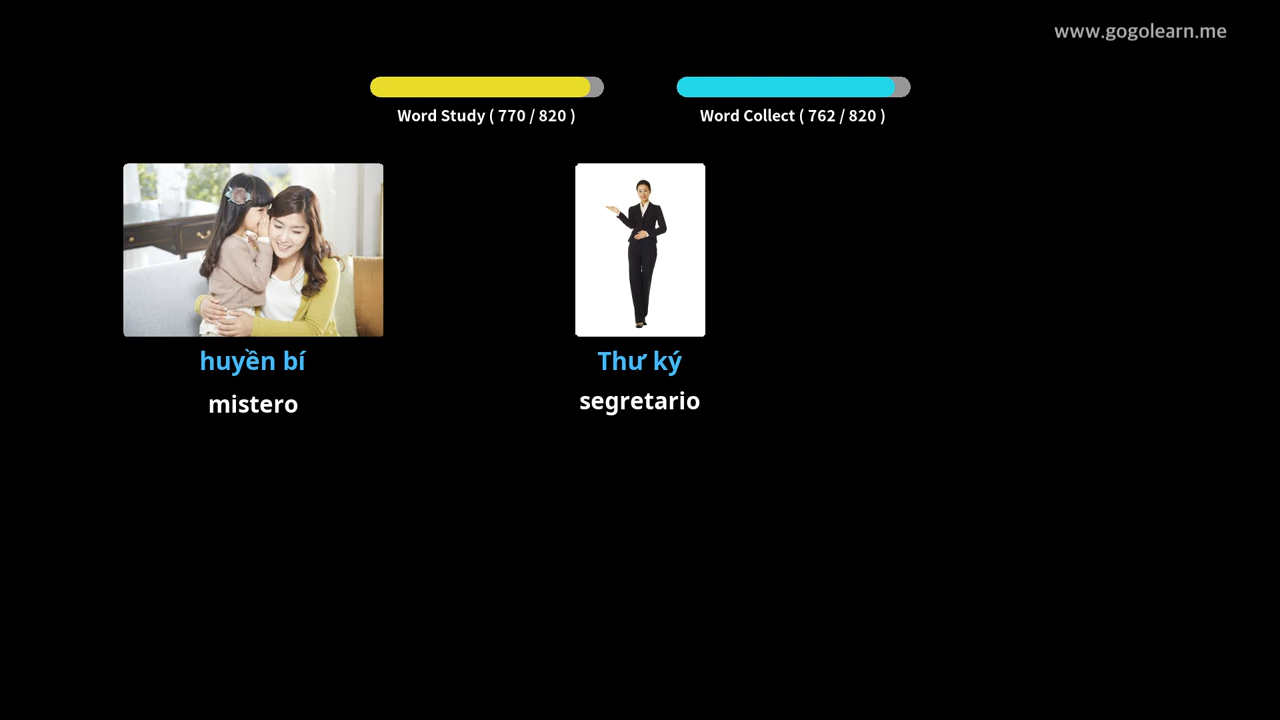 www.gogolearn.me
Word Study ( 770 / 820 )
Word Collect ( 762 / 820 )
huyền bí
Thư ký
mistero
segretario